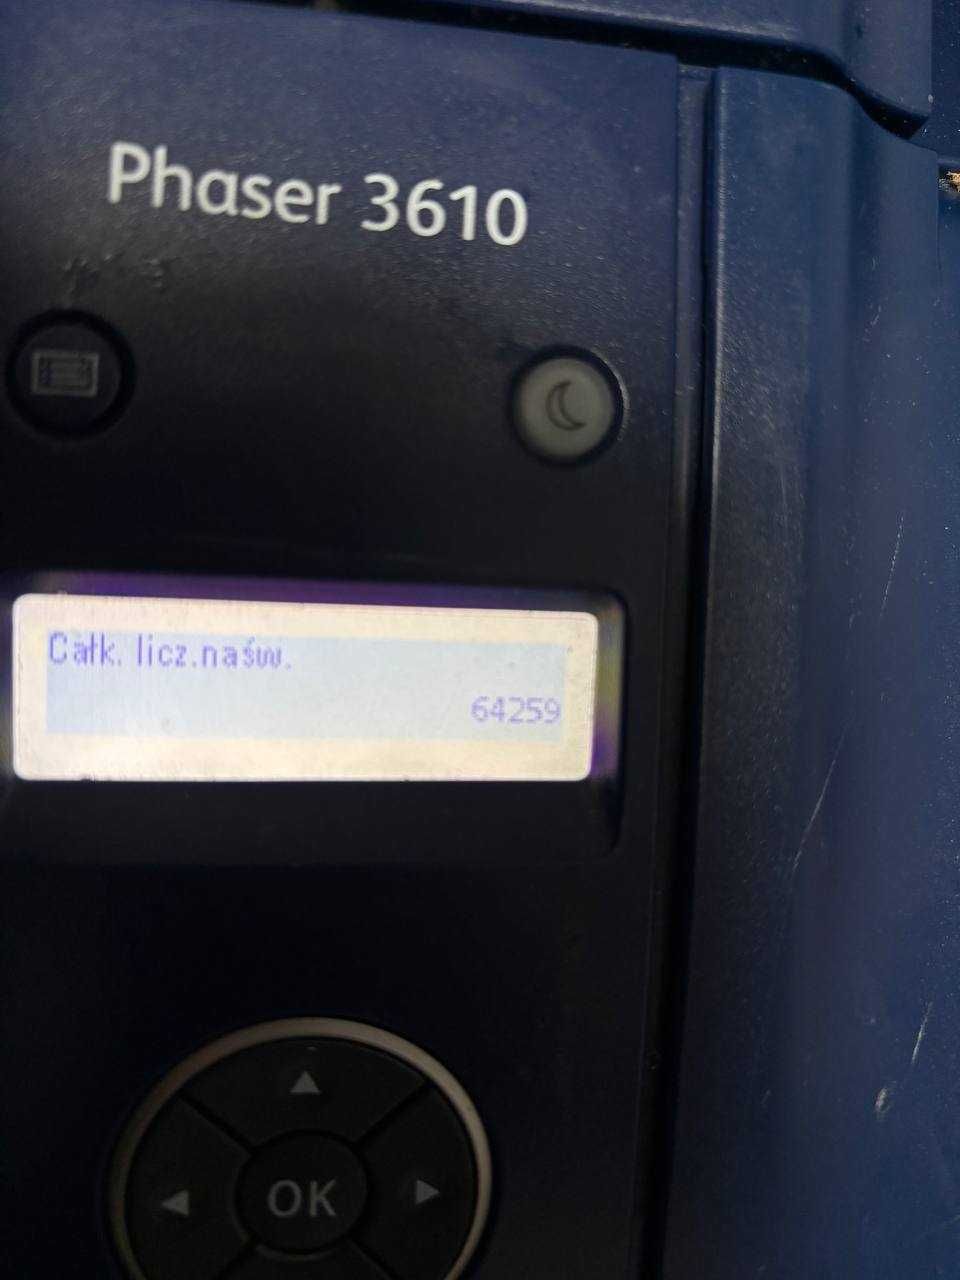 Phaser 3610
Całk. licz.naśw.
64259
OK